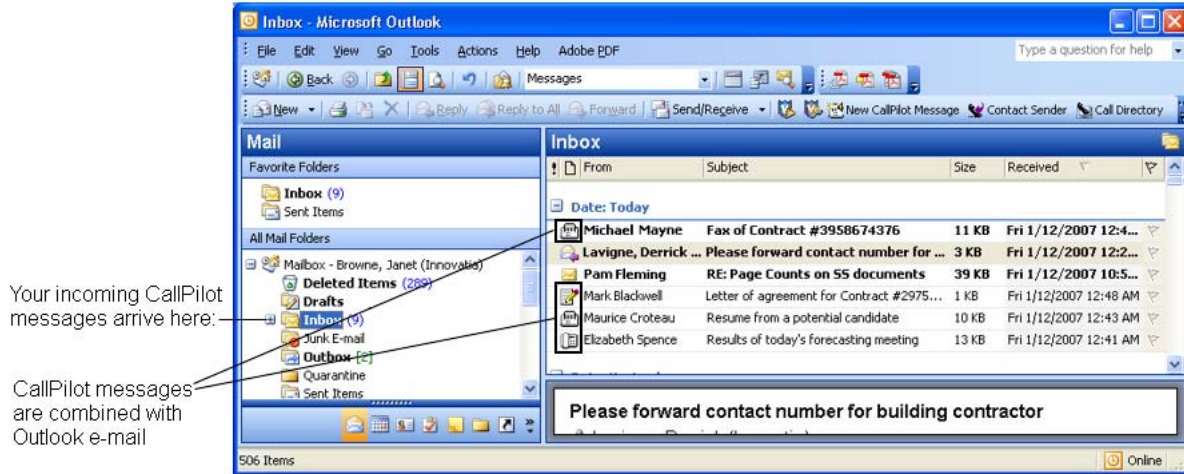 Inbox - Microsoft Outlook
File Edit View Go Tools Actions Help Adobe PDF
Type a question for help
Back
Messages
New Reply Reply to All Forward Send/Receive New CallPilot Message Contact Sender Call Directory
Mail
Favorite Folders
Inbox (9)
Sent Items
All Mail Folders
Mailbox - Browne, Janet (Innovatia)
Deleted Items (289)
Drafts
Inbox (9)
Junk E-mail
Outbox [2]
Quarantine
Sent Items
Your incoming CallPilot
messages arrive here:
CallPilot messages
are combined with
Outlook e-mail
Inbox
! From Subject Size Received
Date: Today
Michael Mayne Fax of Contract #3958674376 11 KB Fri 1/12/2007 12:4...
Lavigne, Derrick ... Please forward contact number for ... 3 KB Fri 1/12/2007 12:2...
Pam Fleming RE: Page Counts on 55 documents 39 KB Fri 1/12/2007 10:5...
Mark Blackwell Letter of agreement for Contract #2975... 1 KB Fri 1/12/2007 12:48 AM
Maurice Croteau Resume from a potential candidate 10 KB Fri 1/12/2007 12:43 AM
Elizabeth Spence Results of today's forecasting meeting 13 KB Fri 1/12/2007 12:41 AM
Please forward contact number for building contractor
506 Items
Online